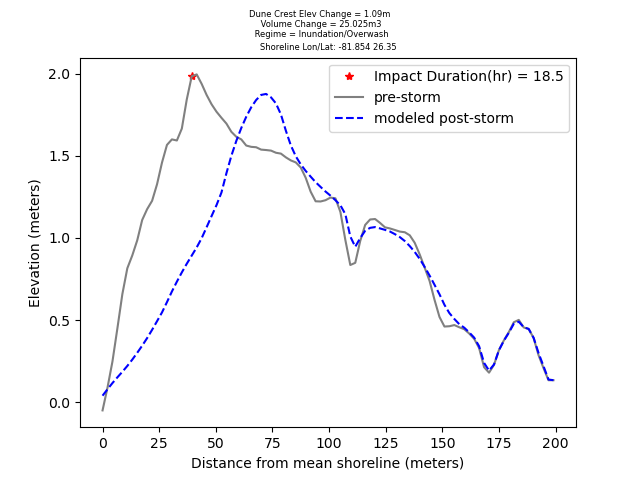 Dune Crest Elev Change = 1.09m
Volume Change = 25.025m3
Regime = Inundation/Overwash
Shoreline Lon/Lat: -81.854 26.35
Impact Duration(hr) = 18.5
pre-storm
modeled post-storm
Elevation (meters)
2.0
1.5
1.0
0.5
0.0
0 25 50 75 100 125 150 175 200
Distance from mean shoreline (meters)